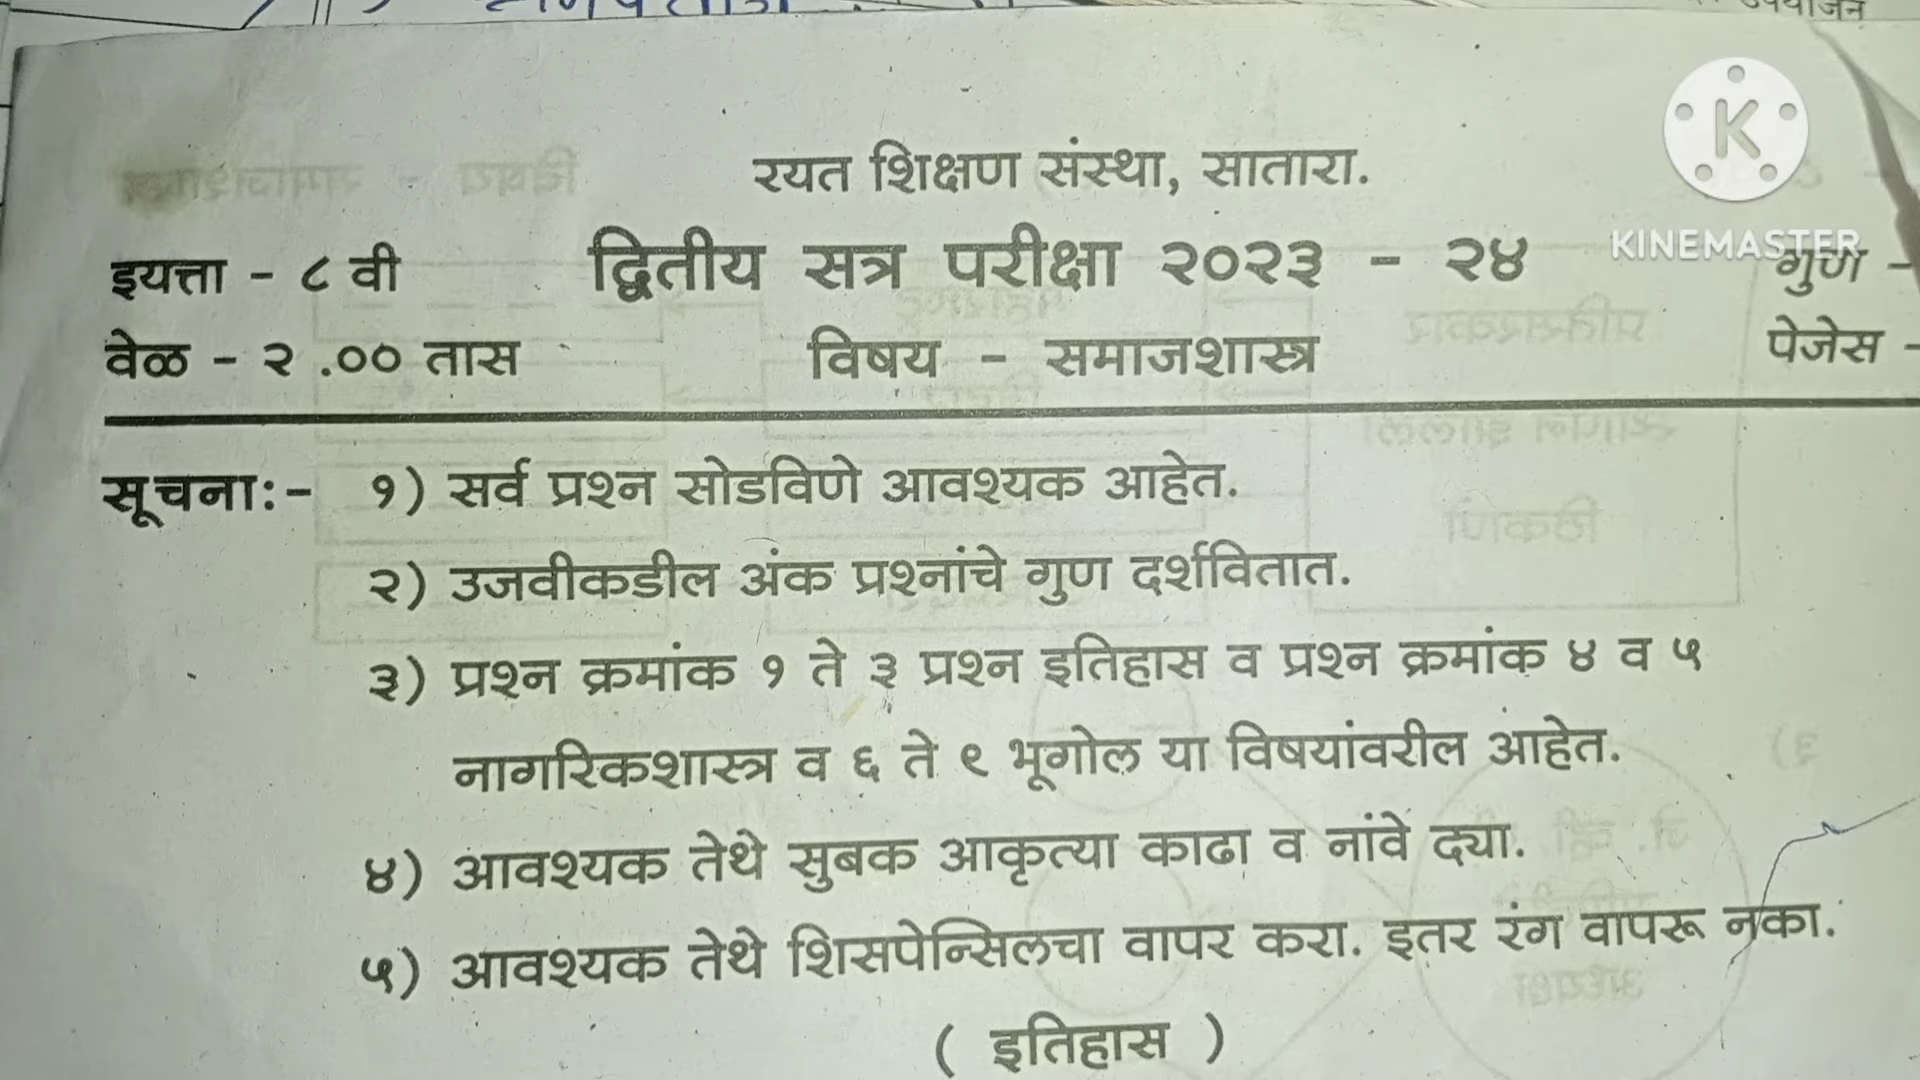 उपयोजन
रयत शिक्षण संस्था, सातारा.
KINEMASTER
इयत्ता - ८ वी द्वितीय सत्र परीक्षा २०२३ - २४ गुण -
वेळ - २.०० तास विषय - समाजशास्त्र पेजेस -
सूचना:- १) सर्व प्रश्न सोडविणे आवश्यक आहेत.
२) उजवीकडील अंक प्रश्नांचे गुण दर्शवितात.
३) प्रश्न क्रमांक १ ते ३ प्रश्न इतिहास व प्रश्न क्रमांक ४ व ५
नागरिकशास्त्र व ६ ते ९ भूगोल या विषयांवरील आहेत.
४) आवश्यक तेथे सुबक आकृत्या काढा व नांवे द्या.
५) आवश्यक तेथे शिसपेन्सिलचा वापर करा. इतर रंग वापरू नका.
( इतिहास )